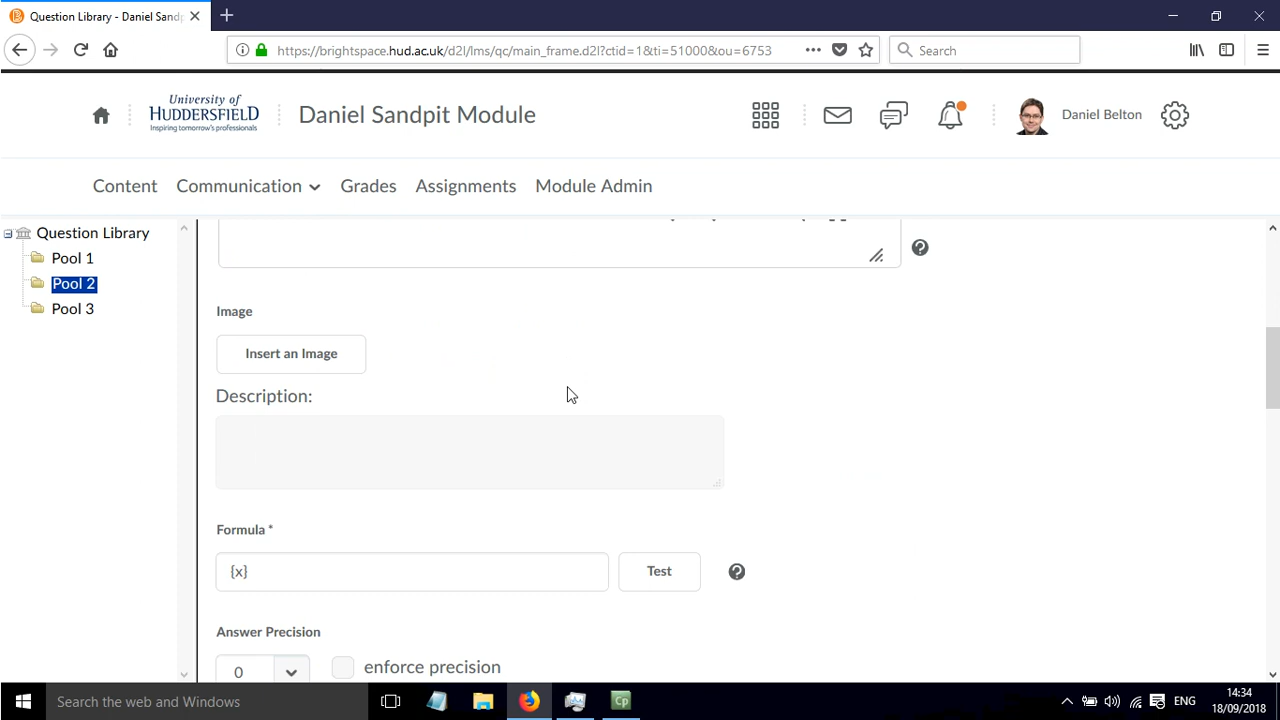 Question Library - Daniel Sandp
https://brightspace.hud.ac.uk/d2l/lms/qc/main_frame.d2l?ctid=1&ti=51000&ou=6753
Search
University of
HUDDERSFIELD
Inspiring tomorrow's professionals
Daniel Sandpit Module
Daniel Belton
Content
Communication
Grades
Assignments
Module Admin
Question Library
Pool 1
Pool 2
Pool 3
Image
Insert an Image
Description:
Formula *
{x}
Test
Answer Precision
0
enforce precision
Search the web and Windows
Cp
ENG
14:34
18/09/2018